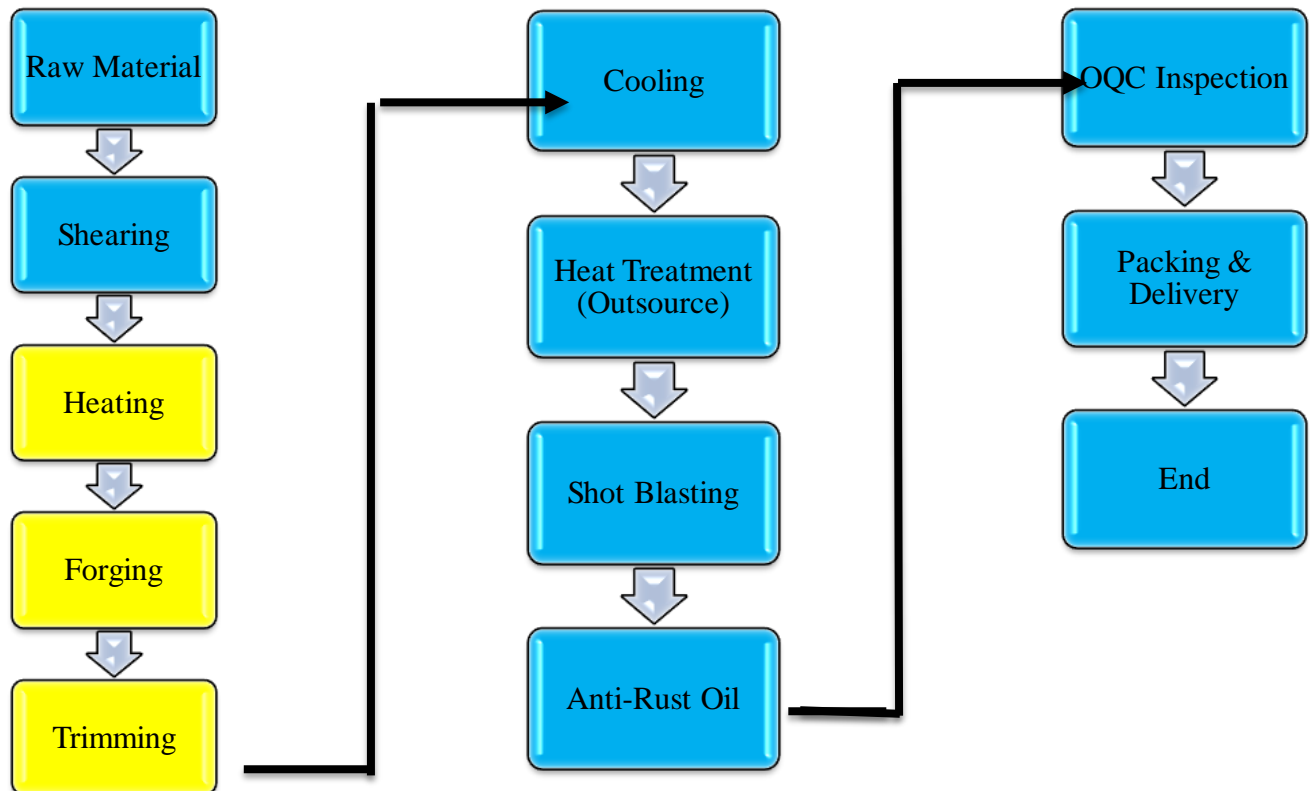 Raw Material
Shearing
Heating
Forging
Trimming
Cooling
Heat Treatment
(Outsource)
Shot Blasting
Anti-Rust Oil
OQC Inspection
Packing &
Delivery
End